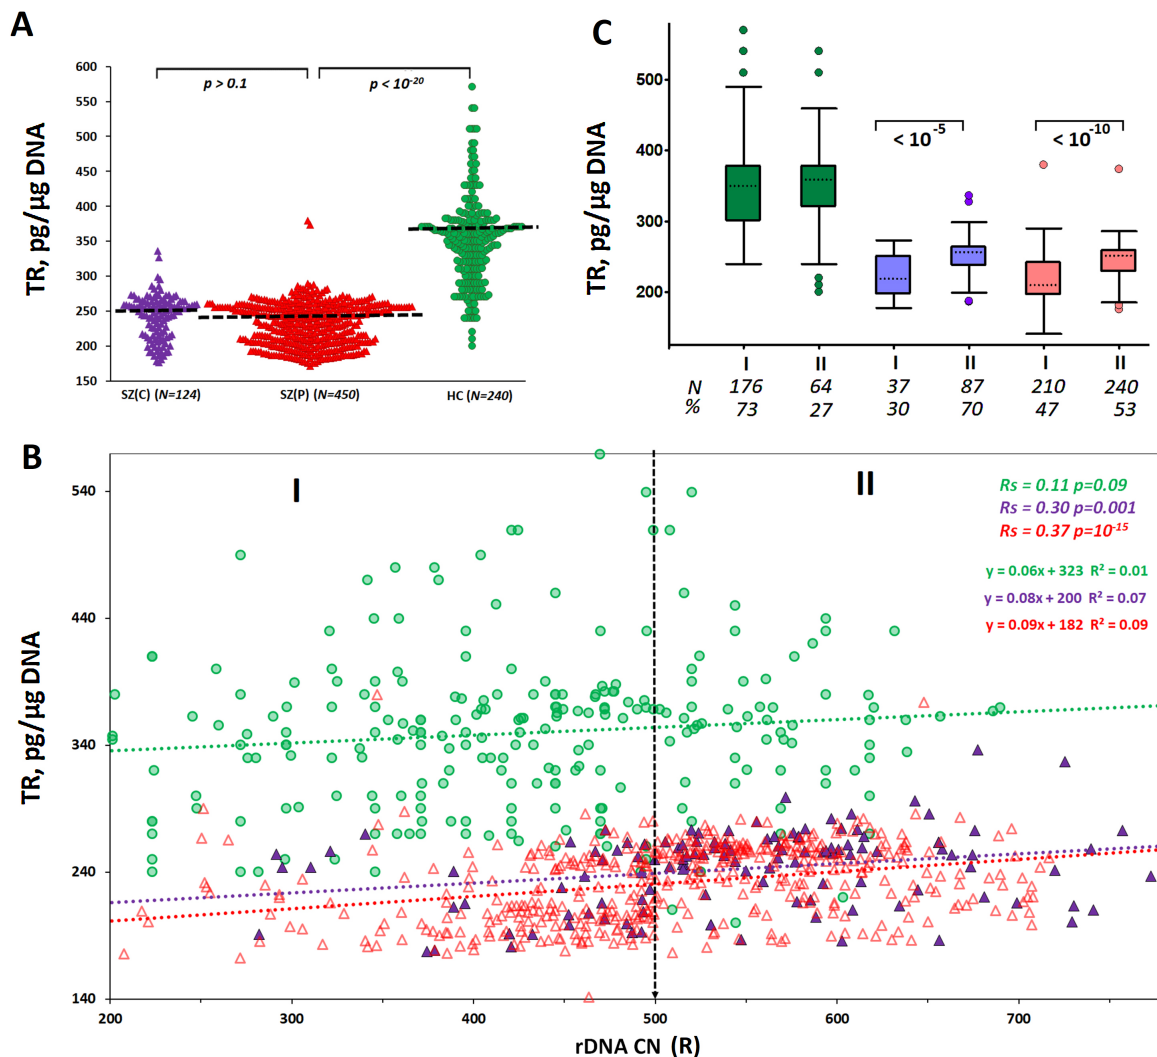 A
TR, pg/µg DNA
600
550
500
450
400
350
300
250
200
150
p > 0.1
p < 10⁻²⁰
SZ(C) (N=124)
SZ(P) (N=450)
HC (N=240)
C
TR, pg/µg DNA
500
400
300
200
< 10⁻⁵
< 10⁻¹⁰
I II I II I II
N 176 64 37 87 210 240
% 73 27 30 70 47 53
B
TR, pg/µg DNA
540
440
340
240
140
I
II
Rs = 0.11 p=0.09
Rs = 0.30 p=0.001
Rs = 0.37 p=10⁻¹⁵
y = 0.06x + 323 R² = 0.01
y = 0.08x + 200 R² = 0.07
y = 0.09x + 182 R² = 0.09
200 300 400 500 600 700
rDNA CN (R)